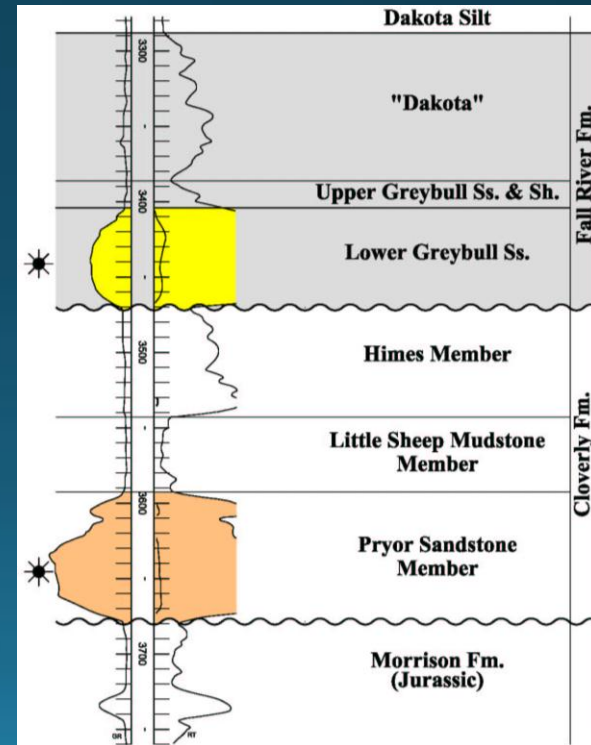 Dakota Silt
3300
"Dakota"
Fall River Fm.
Upper Greybull Ss. & Sh.
3400
Lower Greybull Ss.
3500
Himes Member
Little Sheep Mudstone
Member
Cloverly Fm.
3600
Pryor Sandstone
Member
3700
Morrison Fm.
(Jurassic)
GR
RT